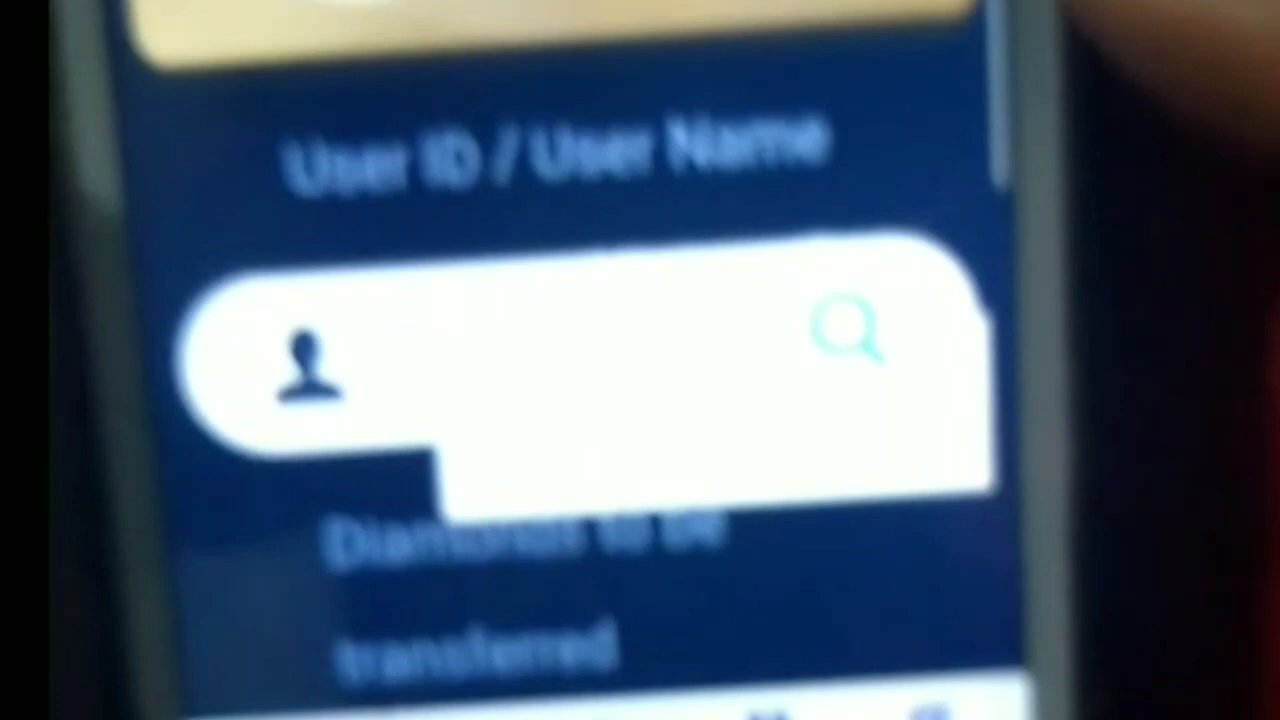 User ID / User Name
Diamonds to be
transferred